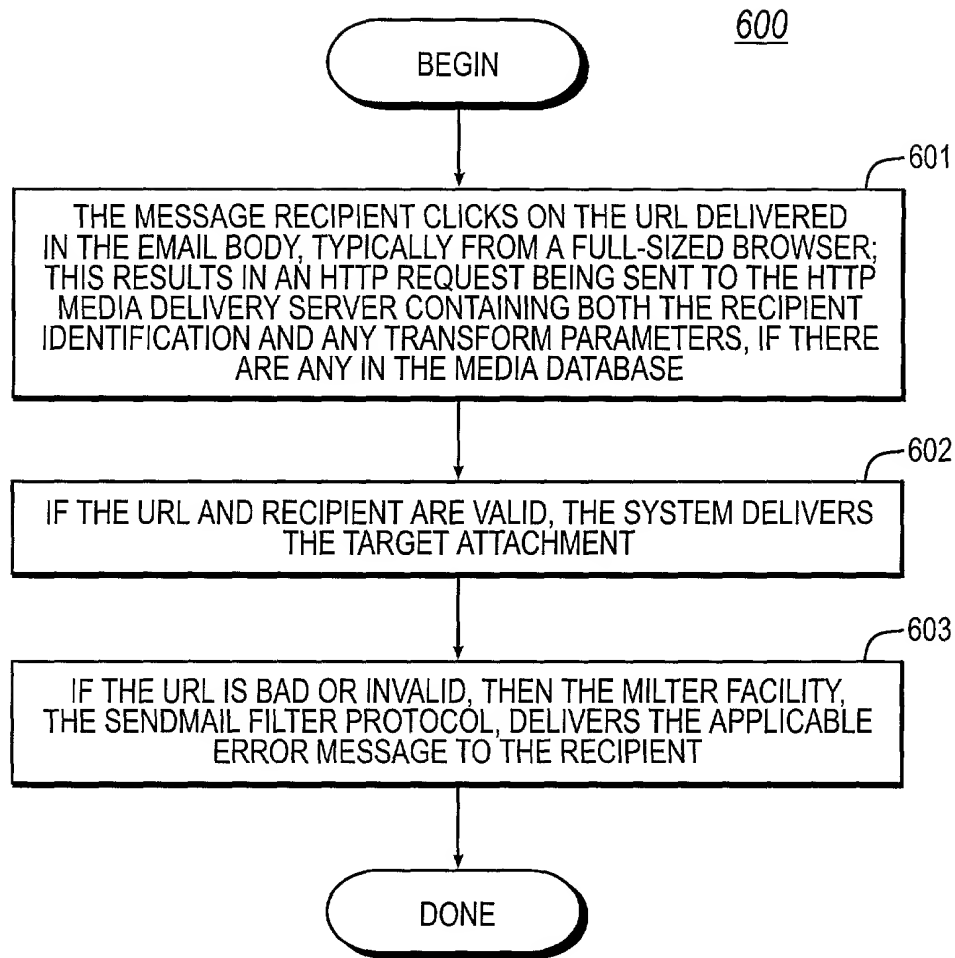 600
BEGIN
601
THE MESSAGE RECIPIENT CLICKS ON THE URL DELIVERED
IN THE EMAIL BODY, TYPICALLY FROM A FULL-SIZED BROWSER;
THIS RESULTS IN AN HTTP REQUEST BEING SENT TO THE HTTP
MEDIA DELIVERY SERVER CONTAINING BOTH THE RECIPIENT
IDENTIFICATION AND ANY TRANSFORM PARAMETERS, IF THERE
ARE ANY IN THE MEDIA DATABASE
602
IF THE URL AND RECIPIENT ARE VALID, THE SYSTEM DELIVERS
THE TARGET ATTACHMENT
603
IF THE URL IS BAD OR INVALID, THEN THE MILTER FACILITY,
THE SENDMAIL FILTER PROTOCOL, DELIVERS THE APPLICABLE
ERROR MESSAGE TO THE RECIPIENT
DONE